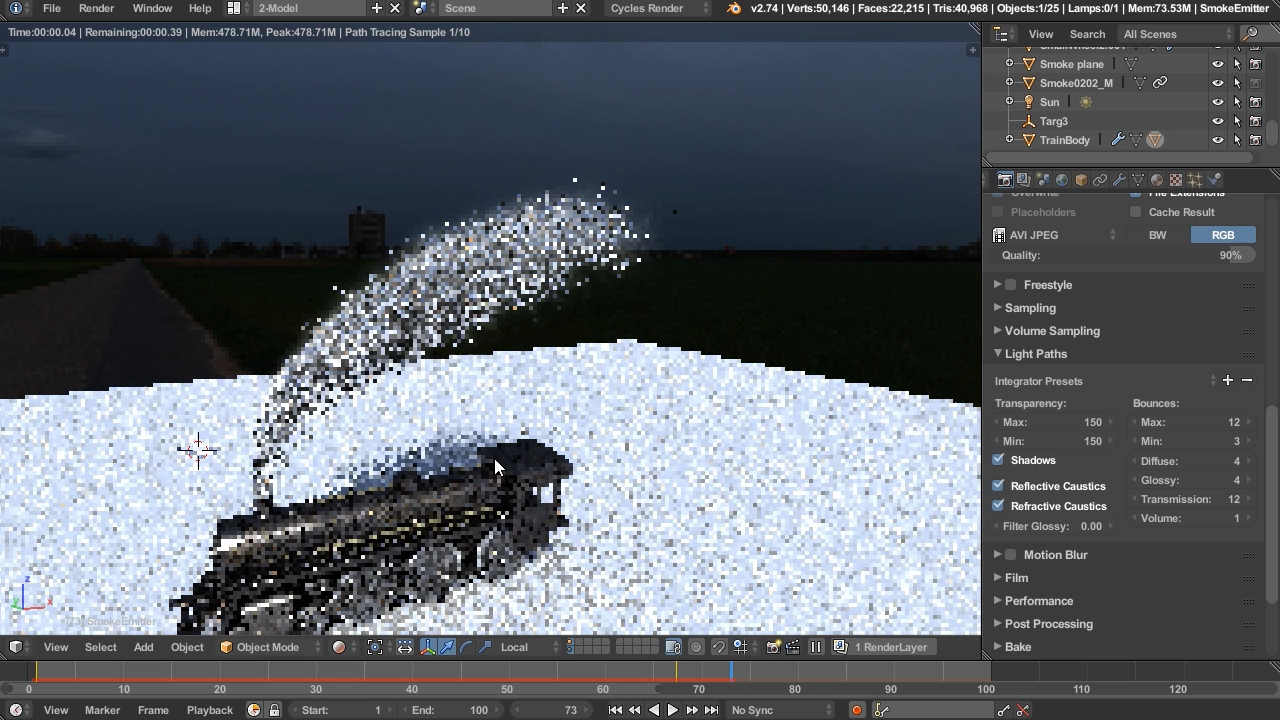 File Render Window Help 2-Model Scene Cycles Render v2.74 | Verts:50,146 | Faces:22,215 | Tris:40,968 | Objects:1/25 | Lamps:0/1 | Mem:73.53M | SmokeEmitter
Time:00:00.04 | Remaining:00:00.39 | Mem:478.71M, Peak:478.71M | Path Tracing Sample 1/10
View Search All Scenes
Smoke plane
Smoke0202_M
Sun
Targ3
TrainBody
Overwrite File Extensions
Placeholders Cache Result
AVI JPEG BW RGB
Quality: 90%
Freestyle
Sampling
Volume Sampling
Light Paths
Integrator Presets
Transparency: Bounces:
Max: 150 Max: 12
Min: 150 Min: 3
Shadows Diffuse: 4
Reflective Caustics Glossy: 4
Refractive Caustics Transmission: 12
Filter Glossy: 0.00 Volume: 1
Motion Blur
Film
Performance
Post Processing
Bake
z
y x
(73) SmokeEmitter
View Select Add Object Object Mode Local 1 RenderLayer
0 10 20 30 40 50 60 70 80 90 100 110 120
View Marker Frame Playback Start: 1 End: 100 73 No Sync